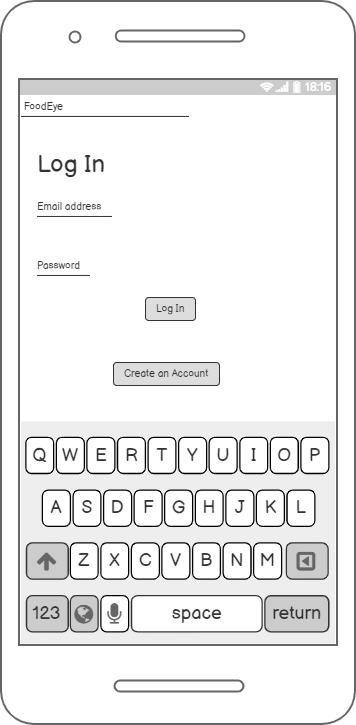 18:16
FoodEye
Log In
Email address
Password
Log In
Create an Account
Q W E R T Y U I O P
A S D F G H J K L
Z X C V B N M
123 space return